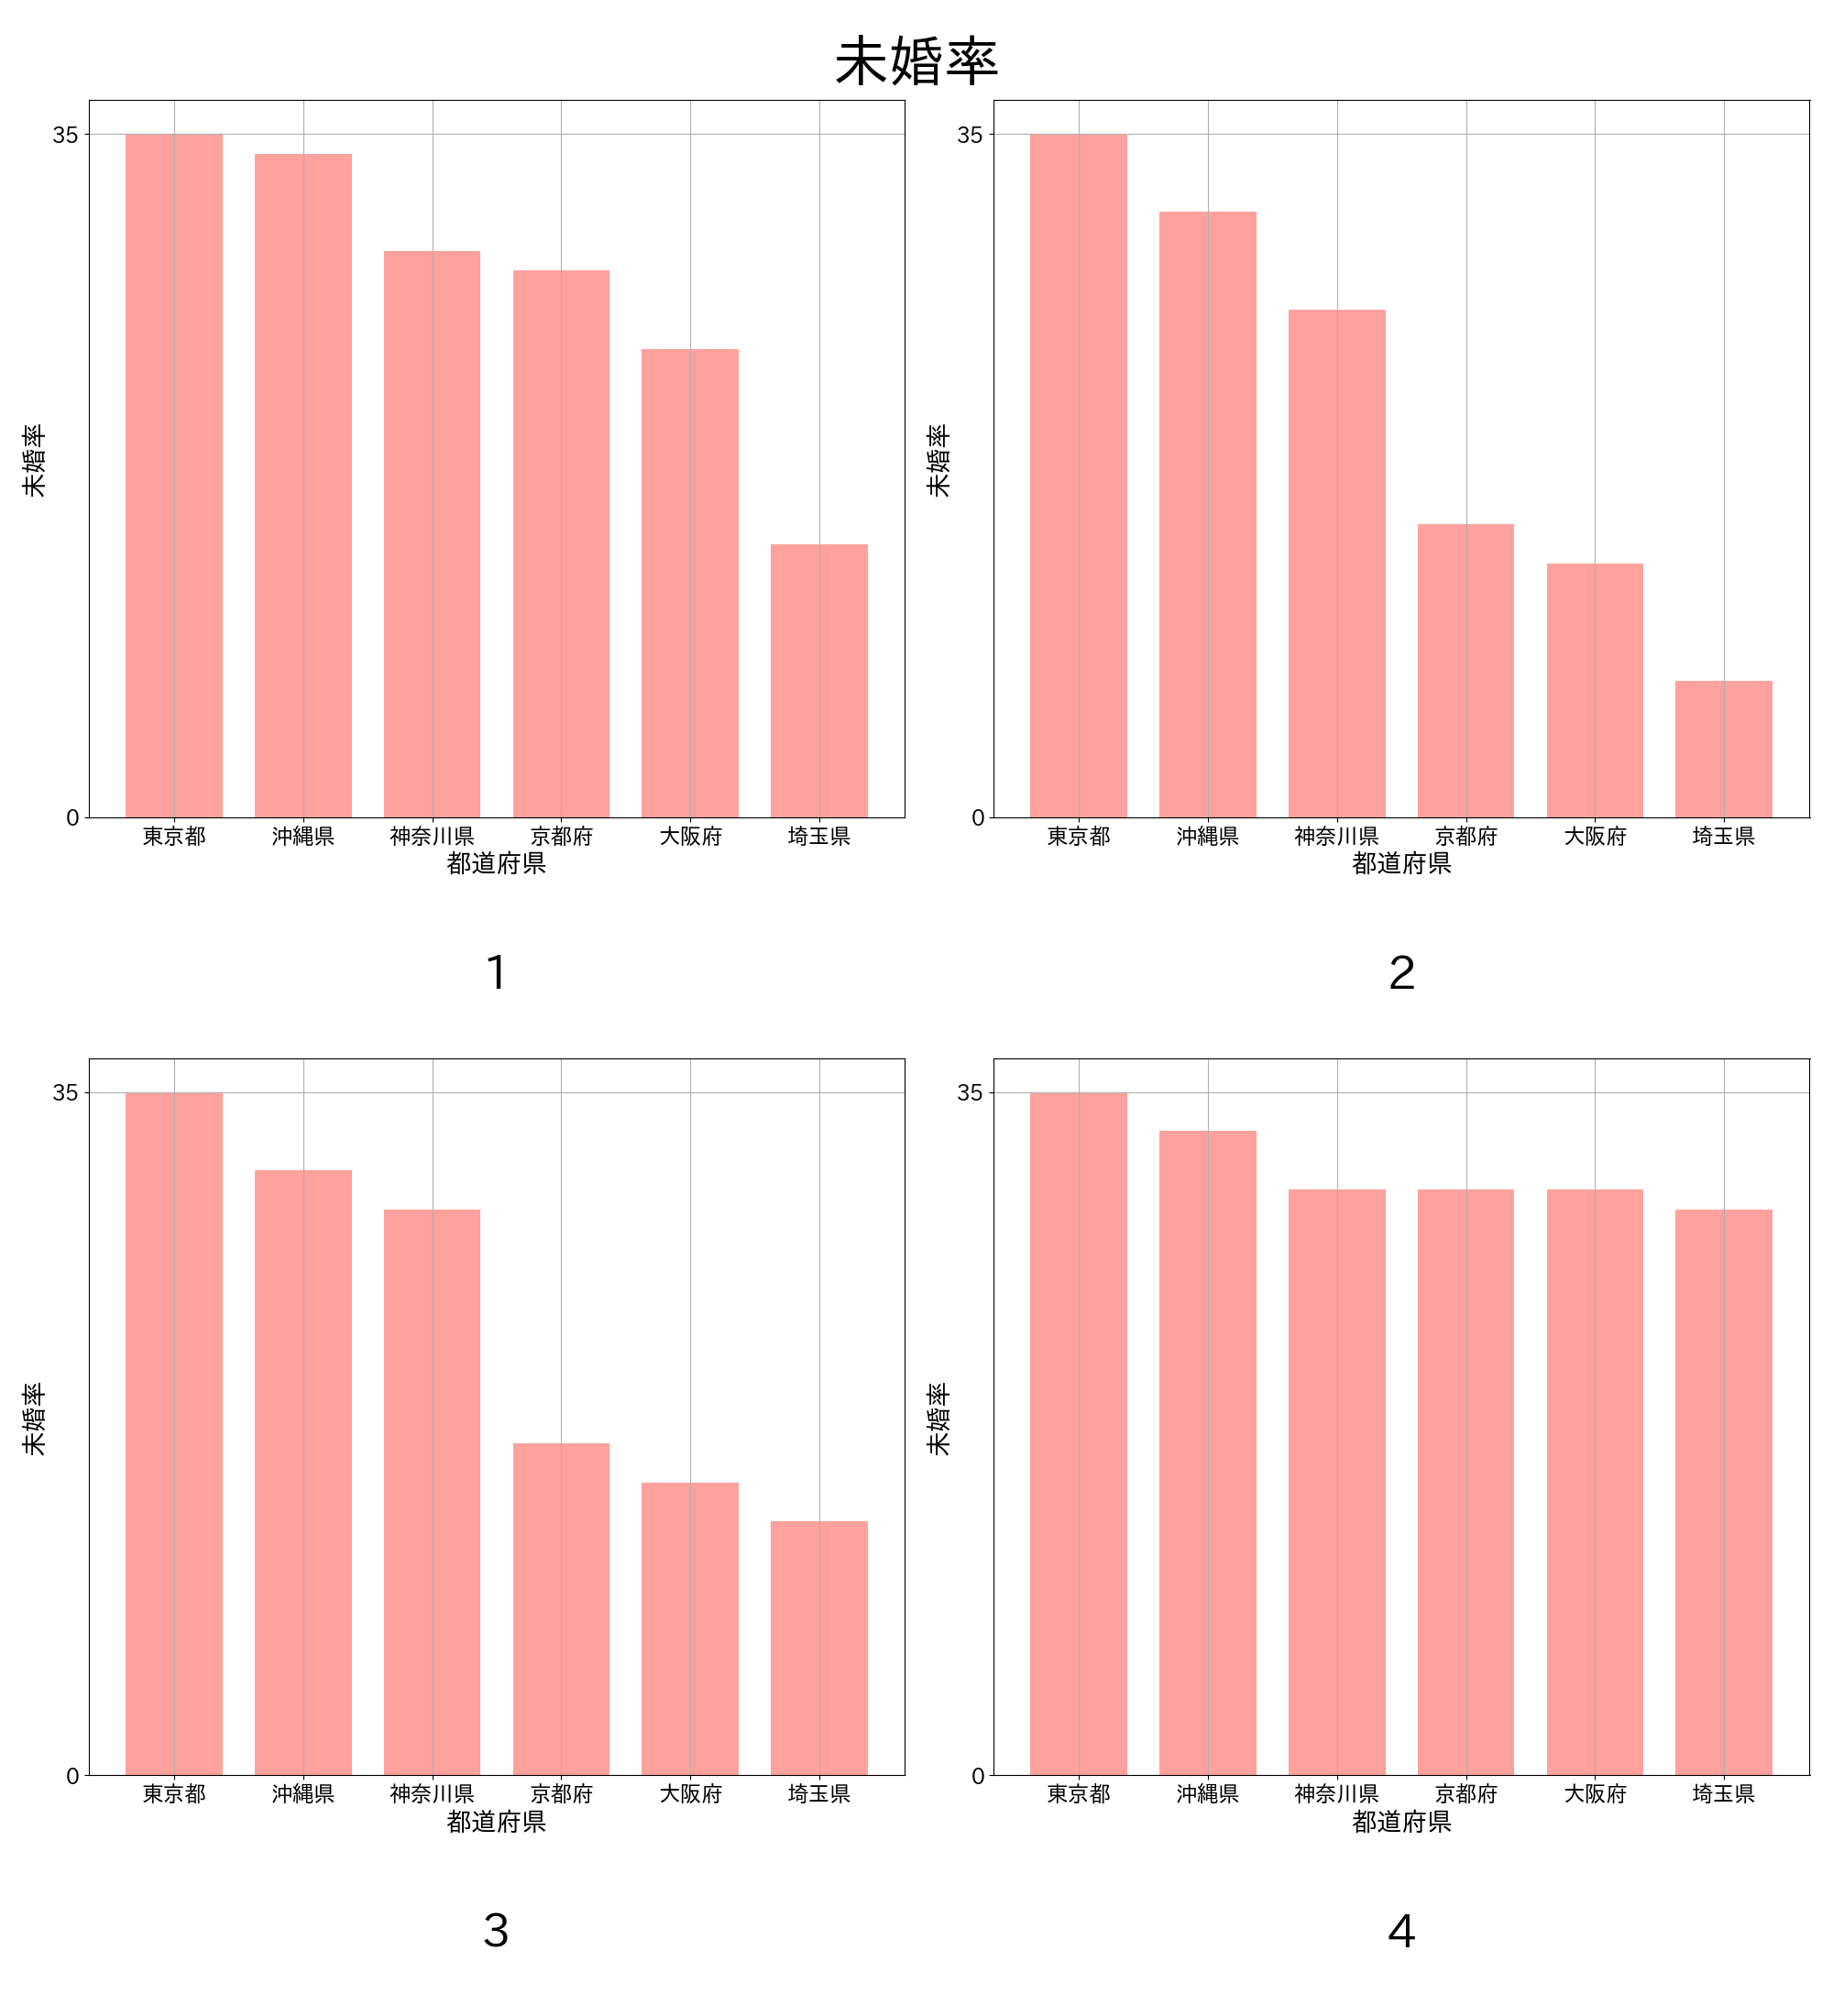 未婚率
35
0
未婚率
東京都 沖縄県 神奈川県 京都府 大阪府 埼玉県
都道府県
1
35
0
未婚率
東京都 沖縄県 神奈川県 京都府 大阪府 埼玉県
都道府県
2
35
0
未婚率
東京都 沖縄県 神奈川県 京都府 大阪府 埼玉県
都道府県
3
35
0
未婚率
東京都 沖縄県 神奈川県 京都府 大阪府 埼玉県
都道府県
4